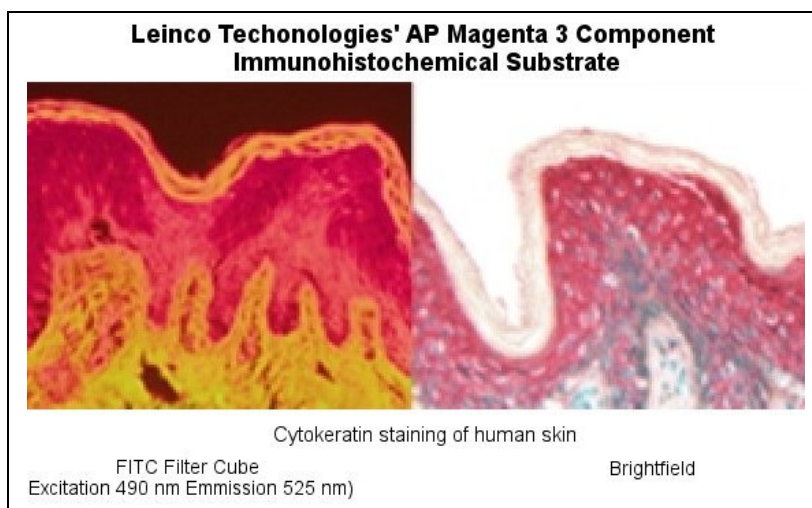 Leinco Techonologies' AP Magenta 3 Component
Immunohistochemical Substrate
Cytokeratin staining of human skin
FITC Filter Cube
Excitation 490 nm Emmission 525 nm)
Brightfield